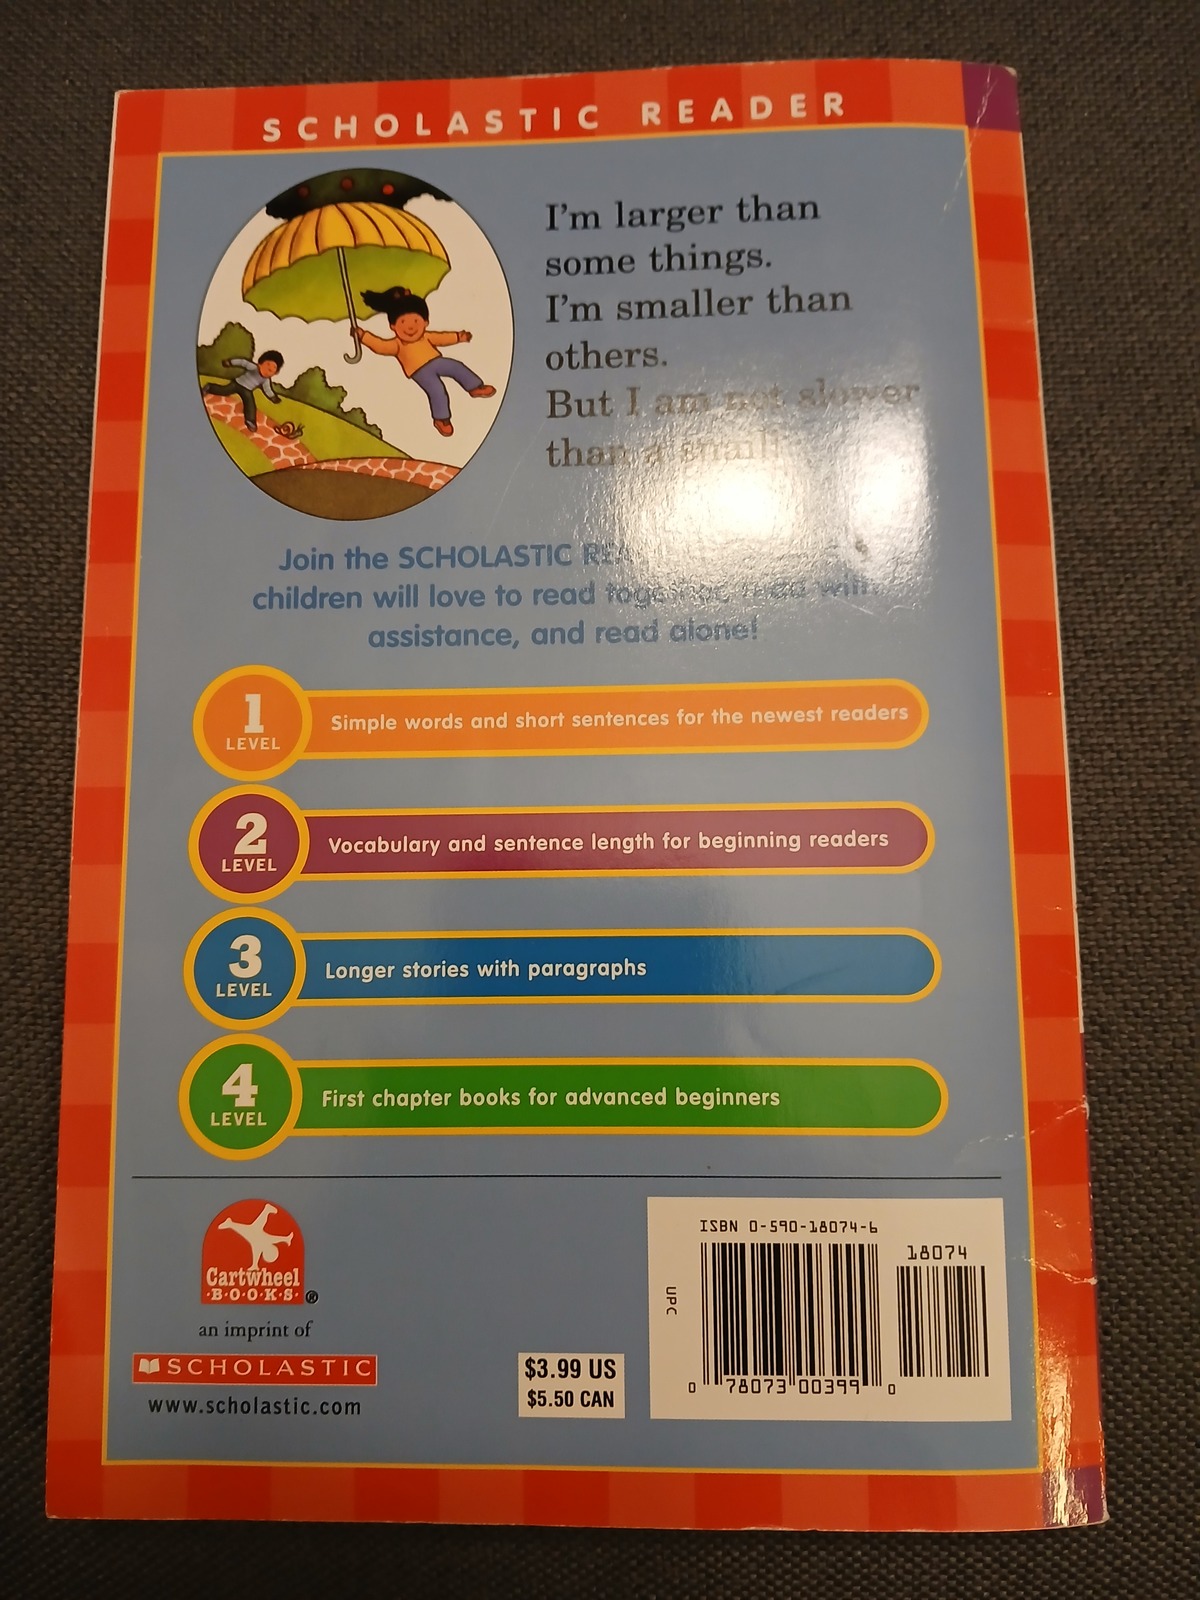 SCHOLASTIC READER
I'm larger than
some things.
I'm smaller than
others.
But I am not slower
than a snail.
Join the SCHOLASTIC
children will love to read together, read with
assistance, and read alone!
1
LEVEL
Simple words and short sentences for the newest readers
2
LEVEL
Vocabulary and sentence length for beginning readers
3
LEVEL
Longer stories with paragraphs
4
LEVEL
First chapter books for advanced beginners
Cartwheel
·B·O·O·K·S·®
an imprint of
SCHOLASTIC
www.scholastic.com
$3.99 US
$5.50 CAN
ISBN 0-590-18074-6
18074
UPC
0 78073 00399 0